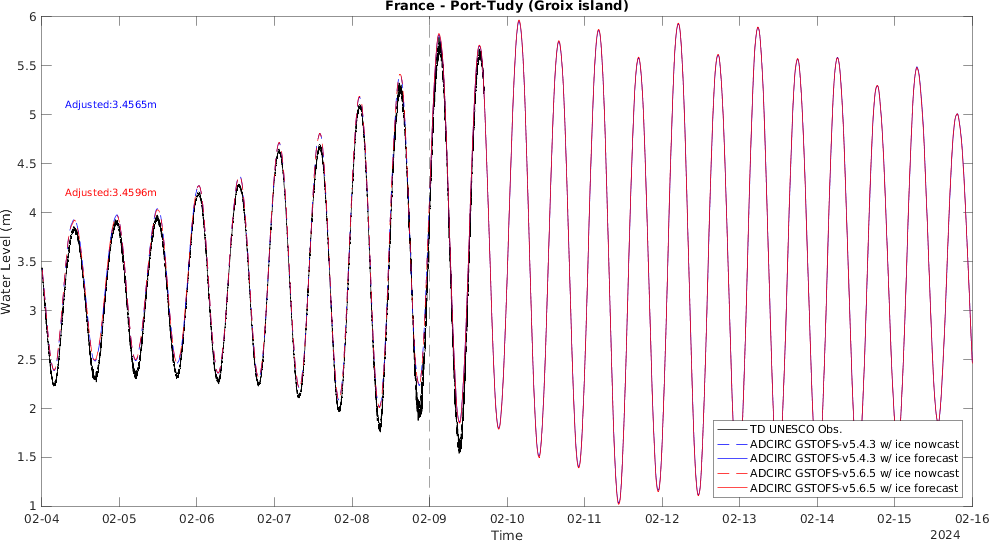 France - Port-Tudy (Groix island)
6
5.5
5
4.5
4
3.5
3
2.5
2
1.5
1
Water Level (m)
Adjusted:3.4565m
Adjusted:3.4596m
TD UNESCO Obs.
ADCIRC GSTOFS-v5.4.3 w/ ice nowcast
ADCIRC GSTOFS-v5.4.3 w/ ice forecast
ADCIRC GSTOFS-v5.6.5 w/ ice nowcast
ADCIRC GSTOFS-v5.6.5 w/ ice forecast
02-04 02-05 02-06 02-07 02-08 02-09 02-10 02-11 02-12 02-13 02-14 02-15 02-16
Time
2024